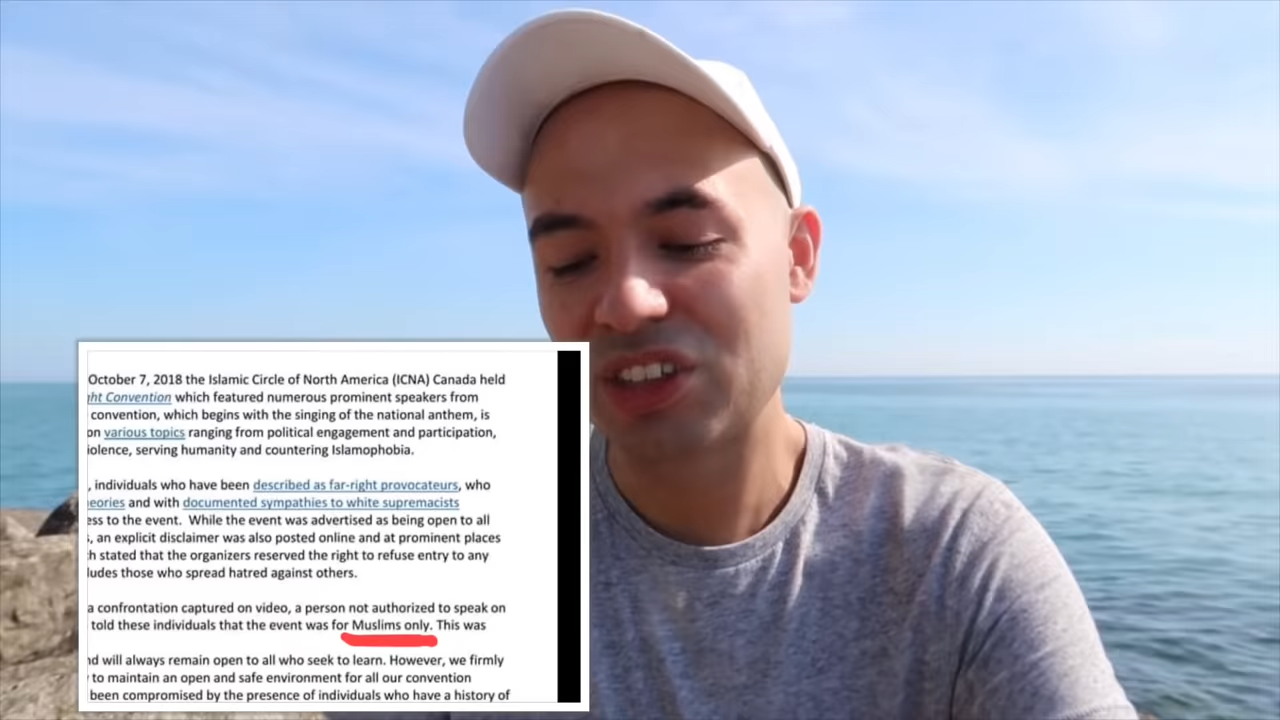 October 7, 2018 the Islamic Circle of North America (ICNA) Canada held
ght Convention which featured numerous prominent speakers from
convention, which begins with the singing of the national anthem, is
on various topics ranging from political engagement and participation,
iolence, serving humanity and countering Islamophobia.
, individuals who have been described as far-right provocateurs, who
eories and with documented sympathies to white supremacists
ess to the event. While the event was advertised as being open to all
s, an explicit disclaimer was also posted online and at prominent places
ch stated that the organizers reserved the right to refuse entry to any
ludes those who spread hatred against others.
a confrontation captured on video, a person not authorized to speak on
told these individuals that the event was for Muslims only. This was
nd will always remain open to all who seek to learn. However, we firmly
to maintain an open and safe environment for all our convention
been compromised by the presence of individuals who have a history of